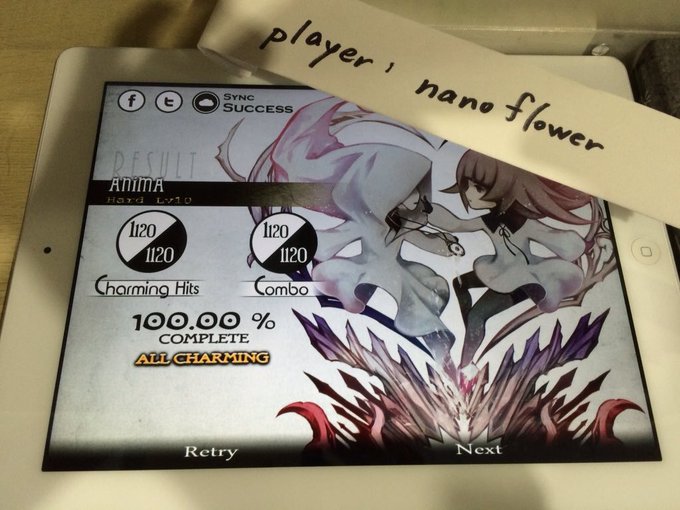 player; nano flower
f
t
SYNC
SUCCESS
RESULT
ANIMA
Hard Lv10
1120
1120
1120
1120
Charming Hits
Combo
100.00 %
COMPLETE
ALL CHARMING
Retry
Next